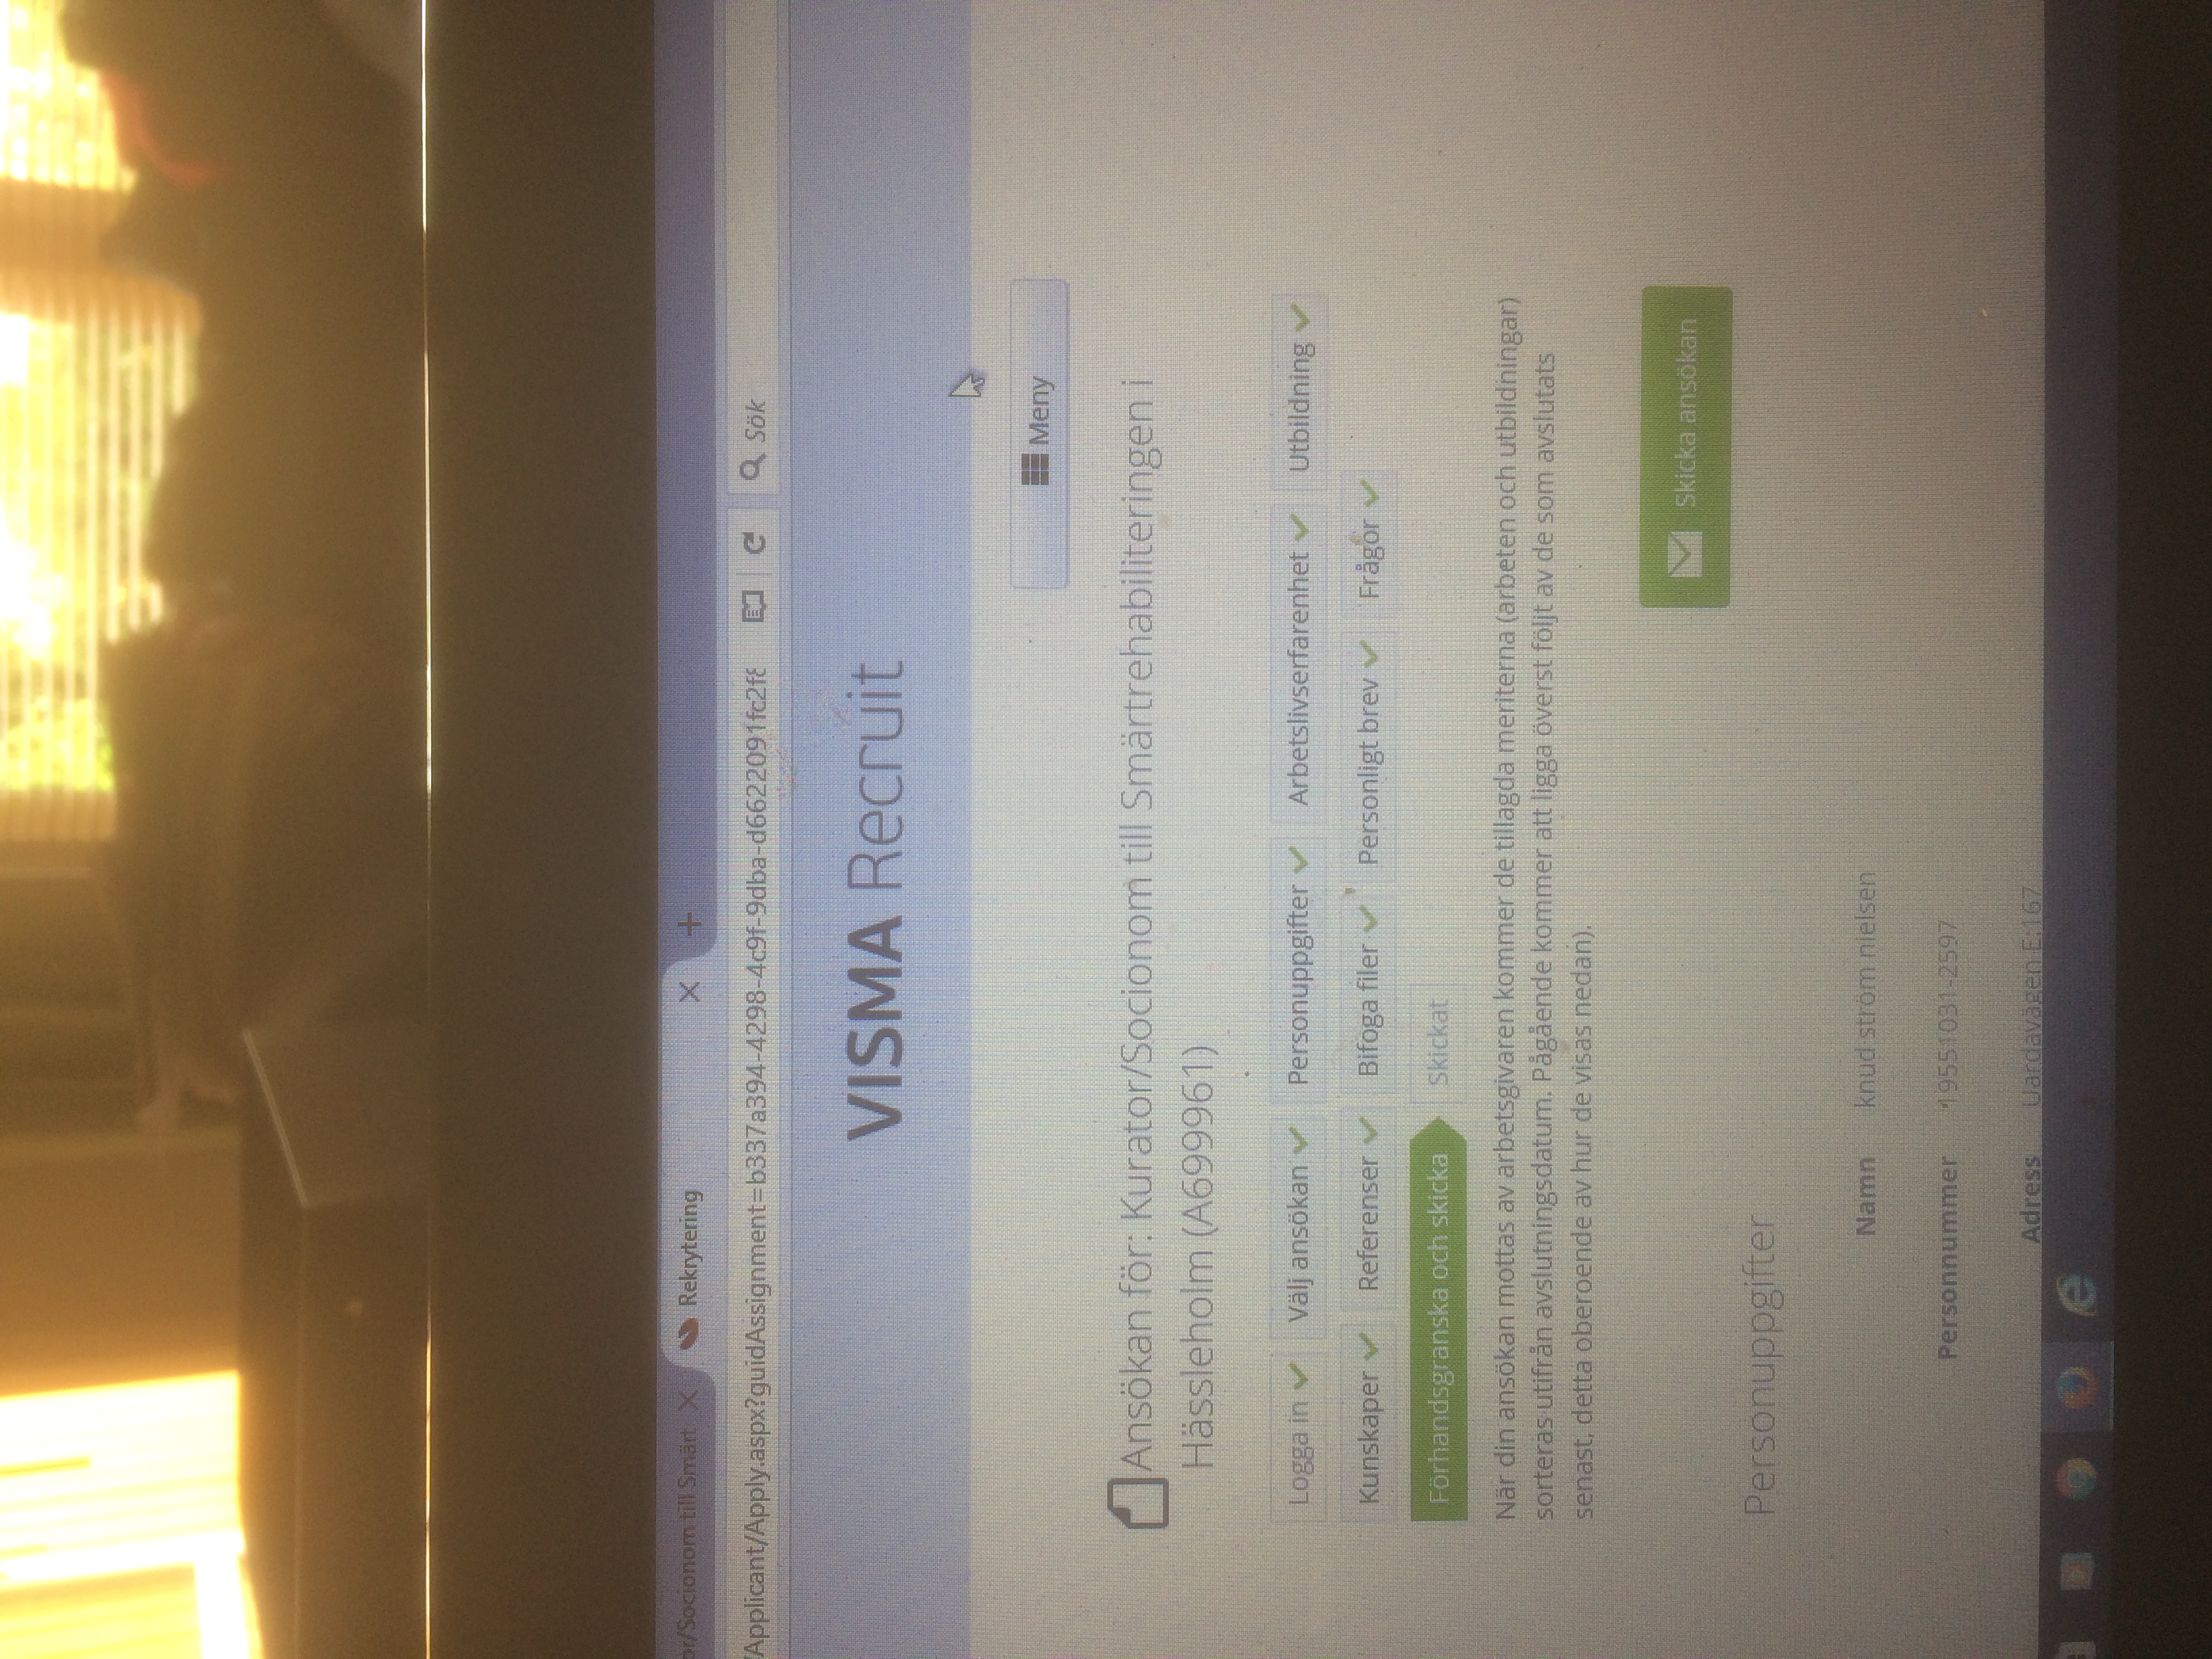 or/Socionom till Smärt
Rekrytering
/Applicant/Apply.aspx?guidAssignment=b337a394-4298-4c9f-9dba-d6622091fc2f8
Sök
VISMA Recruit
Meny
Ansökan för: Kurator/Socionom till Smärtrehabiliteringen i
Hässleholm (A699961)
Logga in Välj ansökan Personuppgifter Arbetslivserfarenhet Utbildning
Kunskaper Referenser Bifoga filer Personligt brev Frågor
Förhandsgranska och skicka Skickat
När din ansökan mottas av arbetsgivaren kommer de tillagda meriterna (arbeten och utbildningar)
sorteras utifrån avslutningsdatum. Pågående kommer att ligga överst följt av de som avslutats
senast, detta oberoende av hur de visas nedan).
Skicka ansökan
Personuppgifter
Namn knud ström nielsen
Personnummer 19551031-2597
Adress Uardavägen E:167